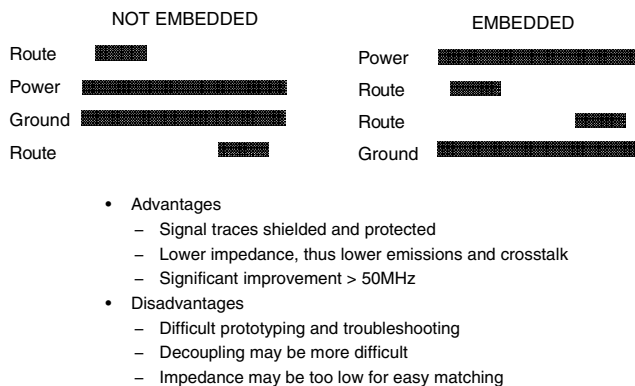 NOT EMBEDDED
Route
Power
Ground
Route
EMBEDDED
Power
Route
Route
Ground
• Advantages
– Signal traces shielded and protected
– Lower impedance, thus lower emissions and crosstalk
– Significant improvement > 50MHz
• Disadvantages
– Difficult prototyping and troubleshooting
– Decoupling may be more difficult
– Impedance may be too low for easy matching